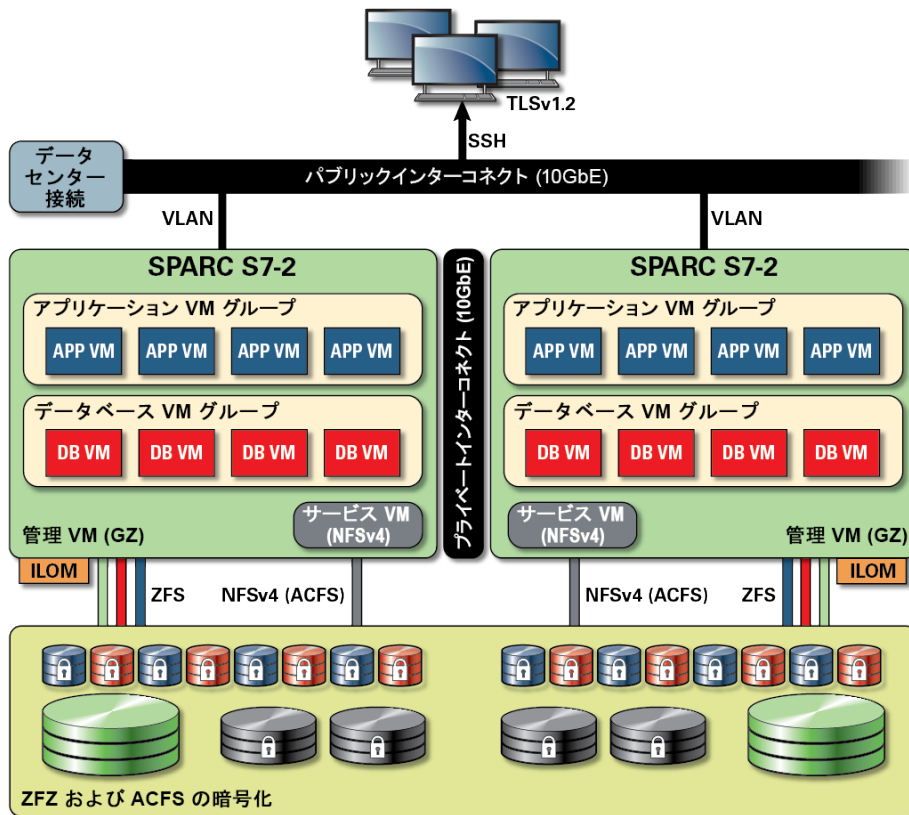 TLSv1.2
SSH
データ
センター
接続
パブリックインターコネクト (10GbE)
VLAN
VLAN
SPARC S7-2
アプリケーション VM グループ
APP VM
APP VM
APP VM
APP VM
データベース VM グループ
DB VM
DB VM
DB VM
DB VM
サービス VM
(NFSv4)
管理 VM (GZ)
プライベートインターコネクト (10GbE)
SPARC S7-2
アプリケーション VM グループ
APP VM
APP VM
APP VM
APP VM
データベース VM グループ
DB VM
DB VM
DB VM
DB VM
サービス VM
(NFSv4)
管理 VM (GZ)
ILOM
ZFS
NFSv4 (ACFS)
NFSv4 (ACFS)
ZFS
ILOM
ZFZ および ACFS の暗号化